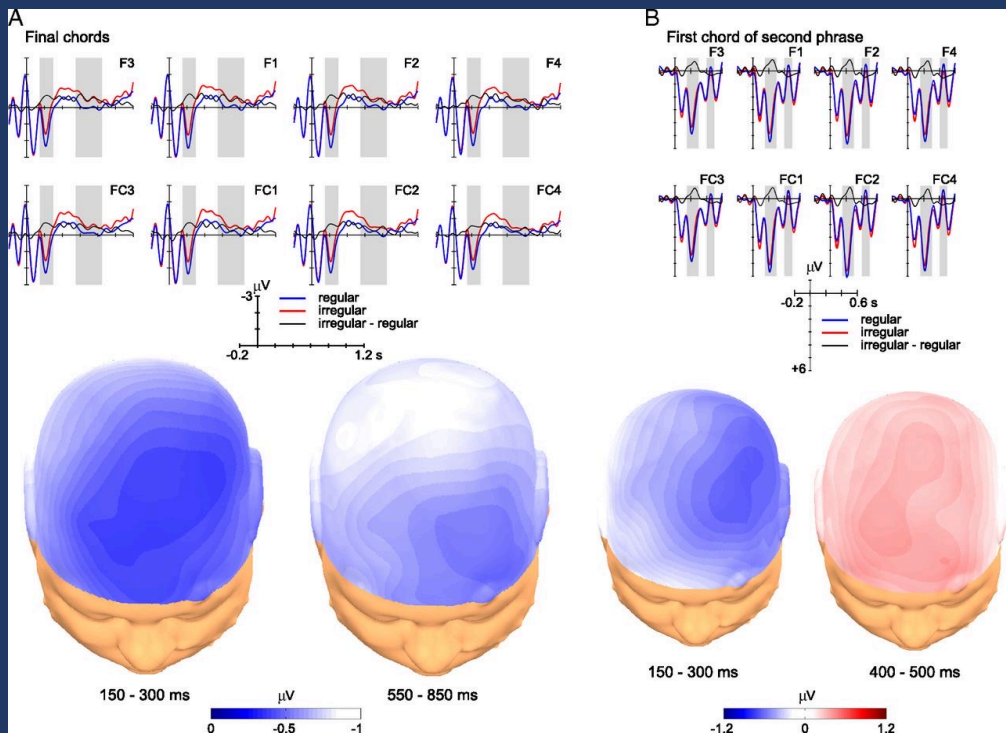 A
Final chords
F3 F1 F2 F4
FC3 FC1 FC2 FC4
μV
-3
regular
irregular
irregular - regular
-0.2 1.2 s
150 - 300 ms 550 - 850 ms
μV
0 -0.5 -1
B
First chord of second phrase
F3 F1 F2 F4
FC3 FC1 FC2 FC4
μV
-0.2 0.6 s
regular
irregular
irregular - regular
+6
150 - 300 ms 400 - 500 ms
μV
-1.2 0 1.2